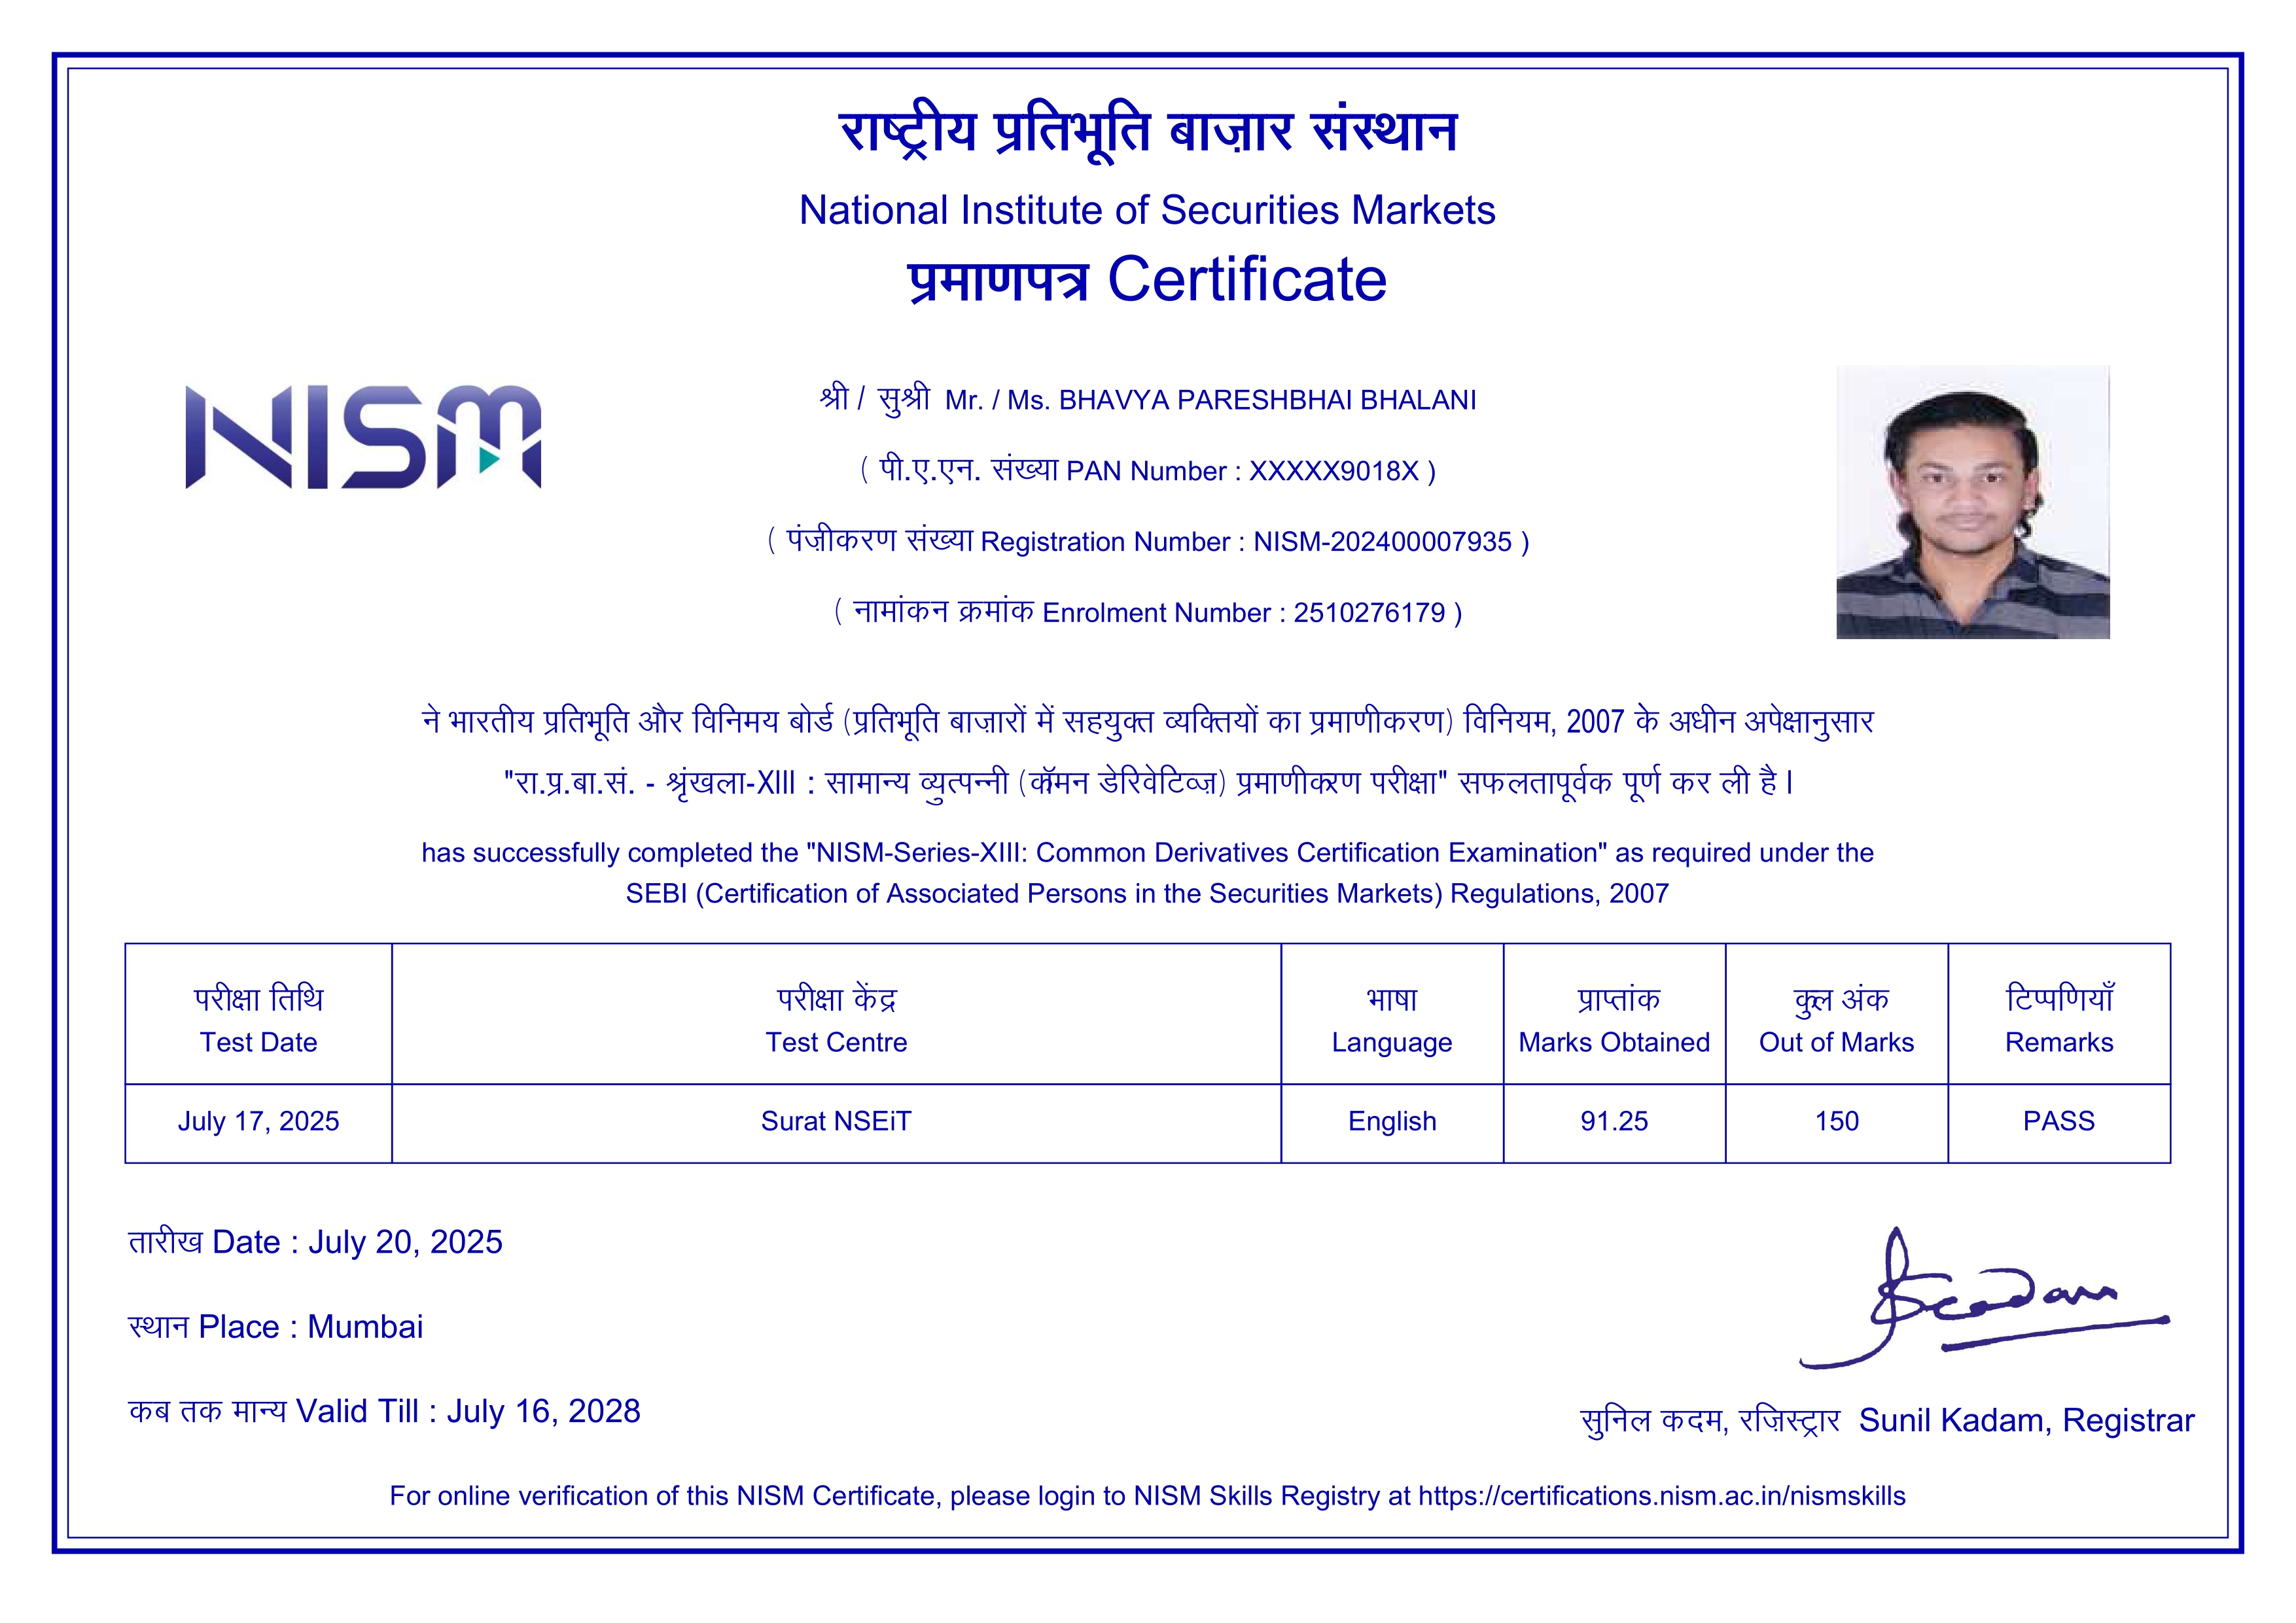 राष्ट्रीय प्रतिभूति बाज़ार संस्थान
National Institute of Securities Markets
प्रमाणपत्र Certificate
NISM
श्री / सुश्री Mr. / Ms. BHAVYA PARESHBHAI BHALANI
( पी.ए.एन. संख्या PAN Number : XXXXX9018X )
( पंजीकरण संख्या Registration Number : NISM-202400007935 )
( नामांकन क्रमांक Enrolment Number : 2510276179 )
ने भारतीय प्रतिभूति और विनिमय बोर्ड (प्रतिभूति बाज़ारों में सहयुक्त व्यक्तियों का प्रमाणीकरण) विनियम, 2007 के अधीन अपेक्षानुसार
"रा.प्र.बा.सं. - श्रृंखला-XIII : सामान्य व्युत्पन्नी (कॉमन डेरिवेटिव्ज़) प्रमाणीकरण परीक्षा" सफलतापूर्वक पूर्ण कर ली है ।
has successfully completed the "NISM-Series-XIII: Common Derivatives Certification Examination" as required under the
SEBI (Certification of Associated Persons in the Securities Markets) Regulations, 2007
परीक्षा तिथि परीक्षा केंद्र भाषा प्राप्तांक कुल अंक टिप्पणियाँ
Test Date Test Centre Language Marks Obtained Out of Marks Remarks
July 17, 2025 Surat NSEiT English 91.25 150 PASS
तारीख Date : July 20, 2025
स्थान Place : Mumbai
कब तक मान्य Valid Till : July 16, 2028
Skadam
सुनिल कदम, रजिस्ट्रार Sunil Kadam, Registrar
For online verification of this NISM Certificate, please login to NISM Skills Registry at https://certifications.nism.ac.in/nismskills